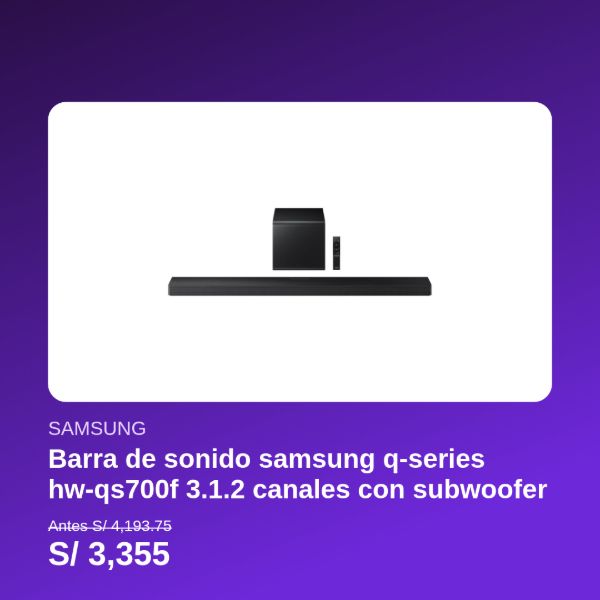 SAMSUNG
Barra de sonido samsung q-series
hw-qs700f 3.1.2 canales con subwoofer
Antes S/ 4,193.75
S/ 3,355